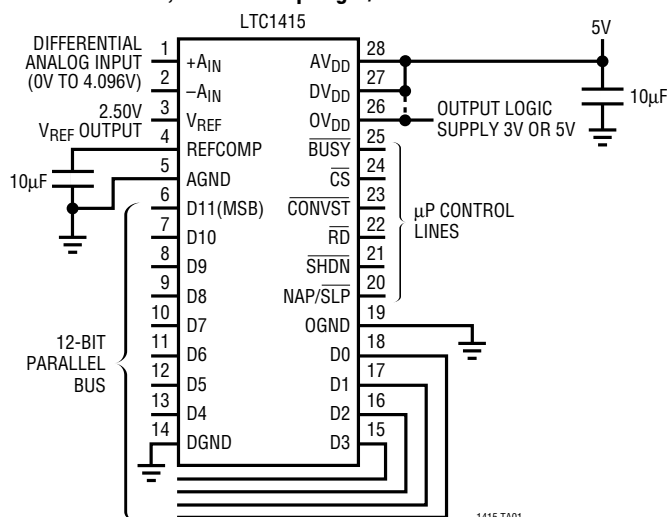 LTC1415
DIFFERENTIAL
ANALOG INPUT
(0V TO 4.096V)
2.50V
VREF OUTPUT
10µF
12-BIT
PARALLEL
BUS
1 +AIN
2 –AIN
3 VREF
4 REFCOMP
5 AGND
6 D11(MSB)
7 D10
8 D9
9 D8
10 D7
11 D6
12 D5
13 D4
14 DGND
AVDD 28
DVDD 27
OVDD 26
BUSY 25
CS 24
CONVST 23
RD 22
SHDN 21
NAP/SLP 20
OGND 19
D0 18
D1 17
D2 16
D3 15
5V
10µF
OUTPUT LOGIC
SUPPLY 3V OR 5V
µP CONTROL
LINES
1415 TA01